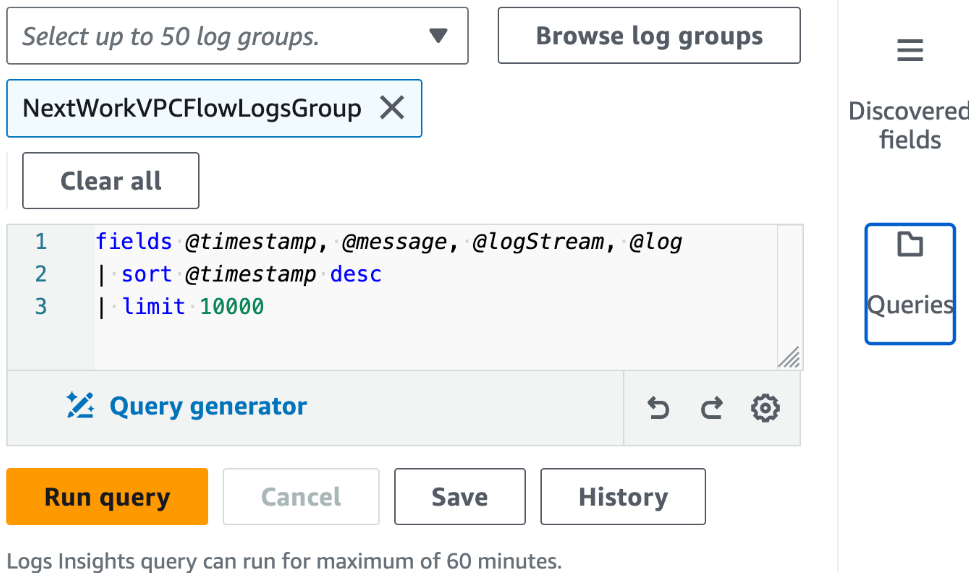 Select up to 50 log groups.
Browse log groups
NextWorkVPCFlowLogsGroup
Clear all
1 fields @timestamp, @message, @logStream, @log
2 | sort @timestamp desc
3 | limit 10000
Query generator
Run query
Cancel
Save
History
Logs Insights query can run for maximum of 60 minutes.
Discovered
fields
Queries